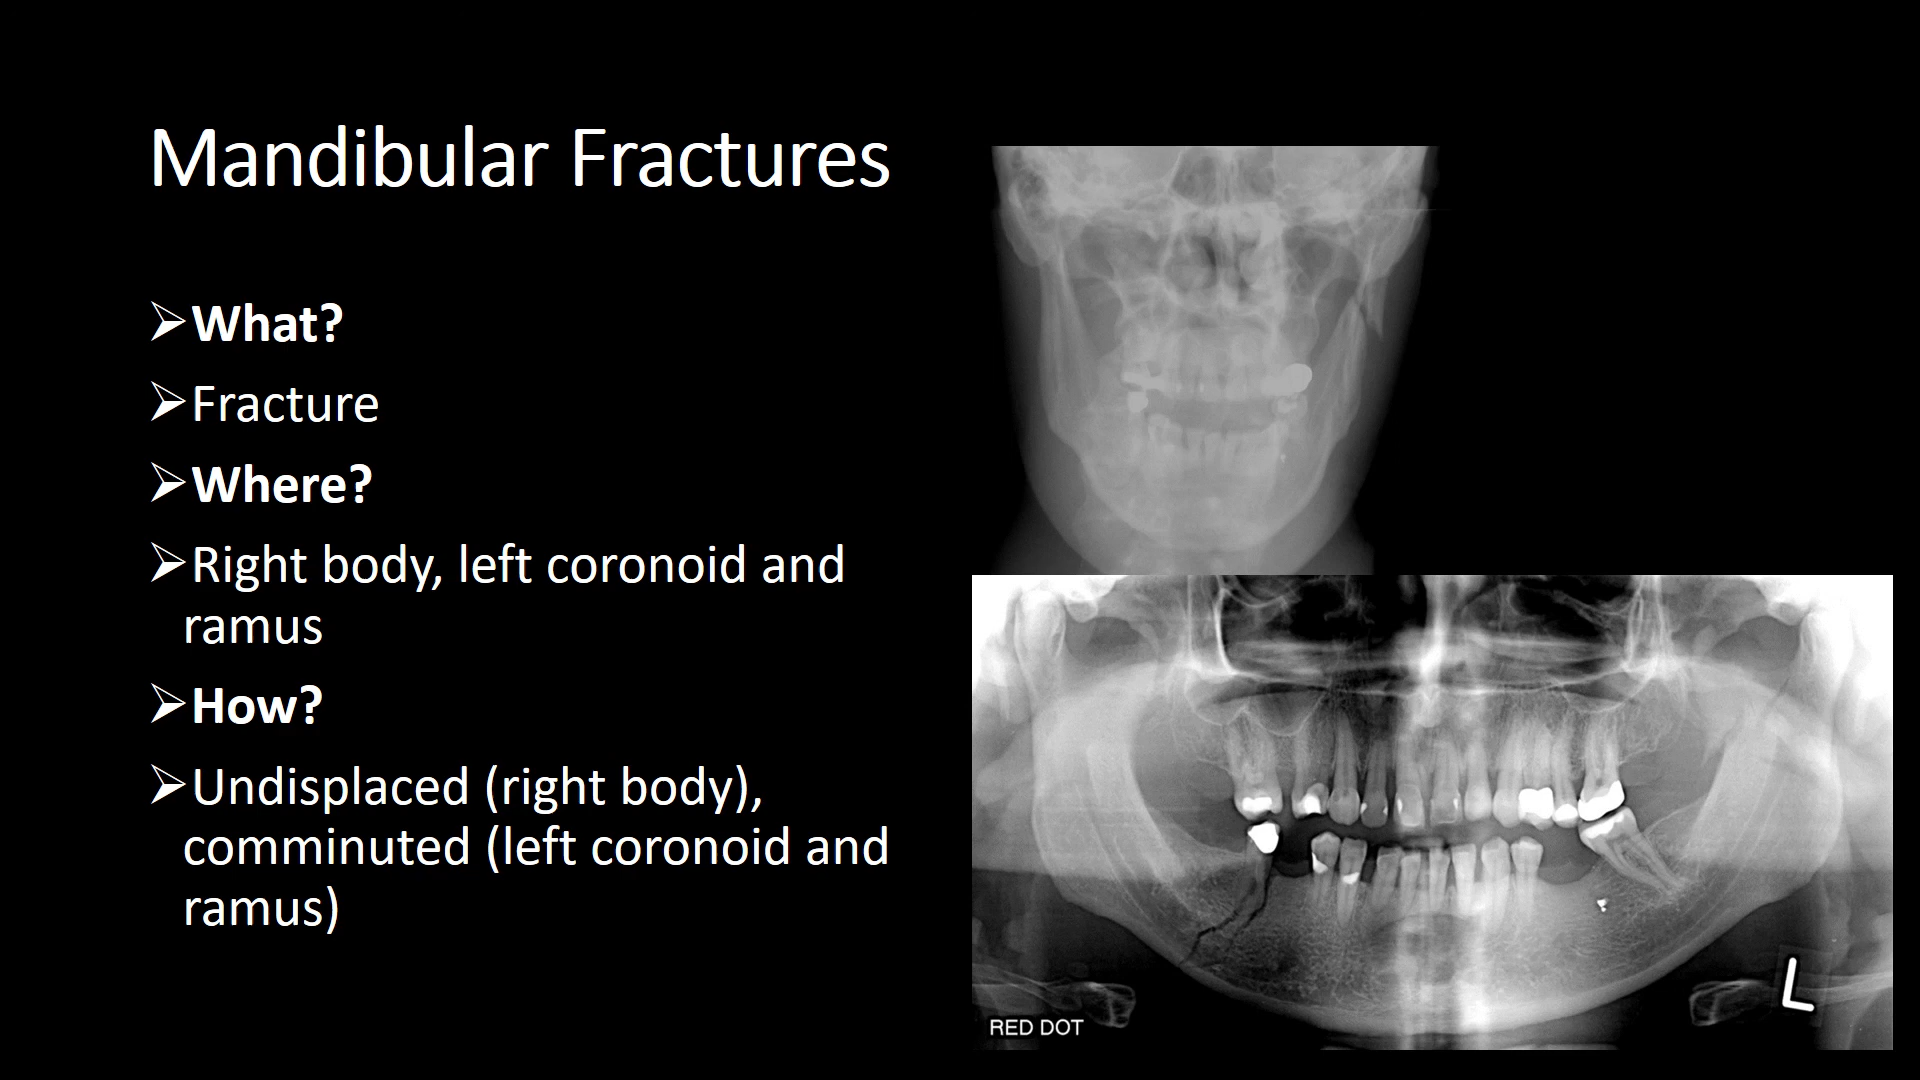 Mandibular Fractures
➢What?
➢Fracture
➢Where?
➢Right body, left coronoid and
ramus
➢How?
➢Undisplaced (right body),
comminuted (left coronoid and
ramus)
L
RED DOT